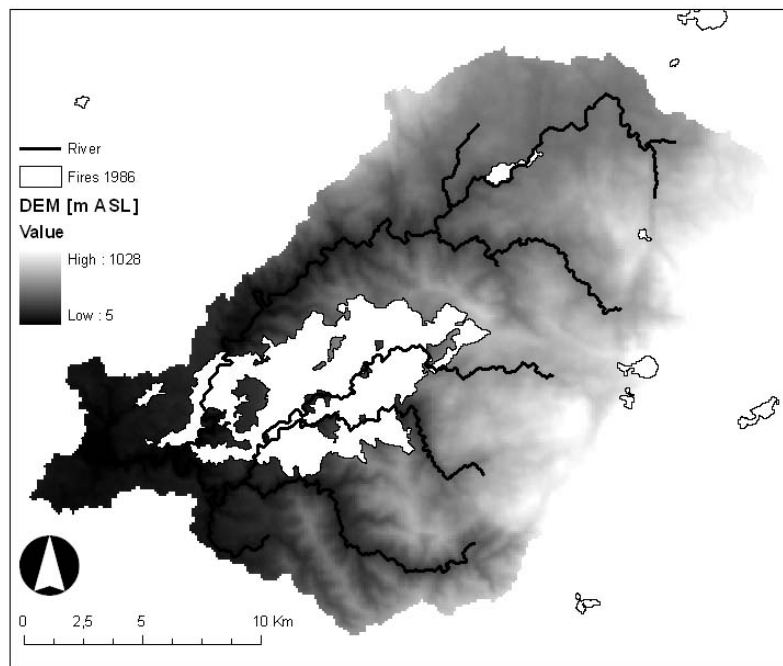 River
Fires 1986
DEM [m ASL]
Value
High : 1028
Low : 5
0 2,5 5 10 Km